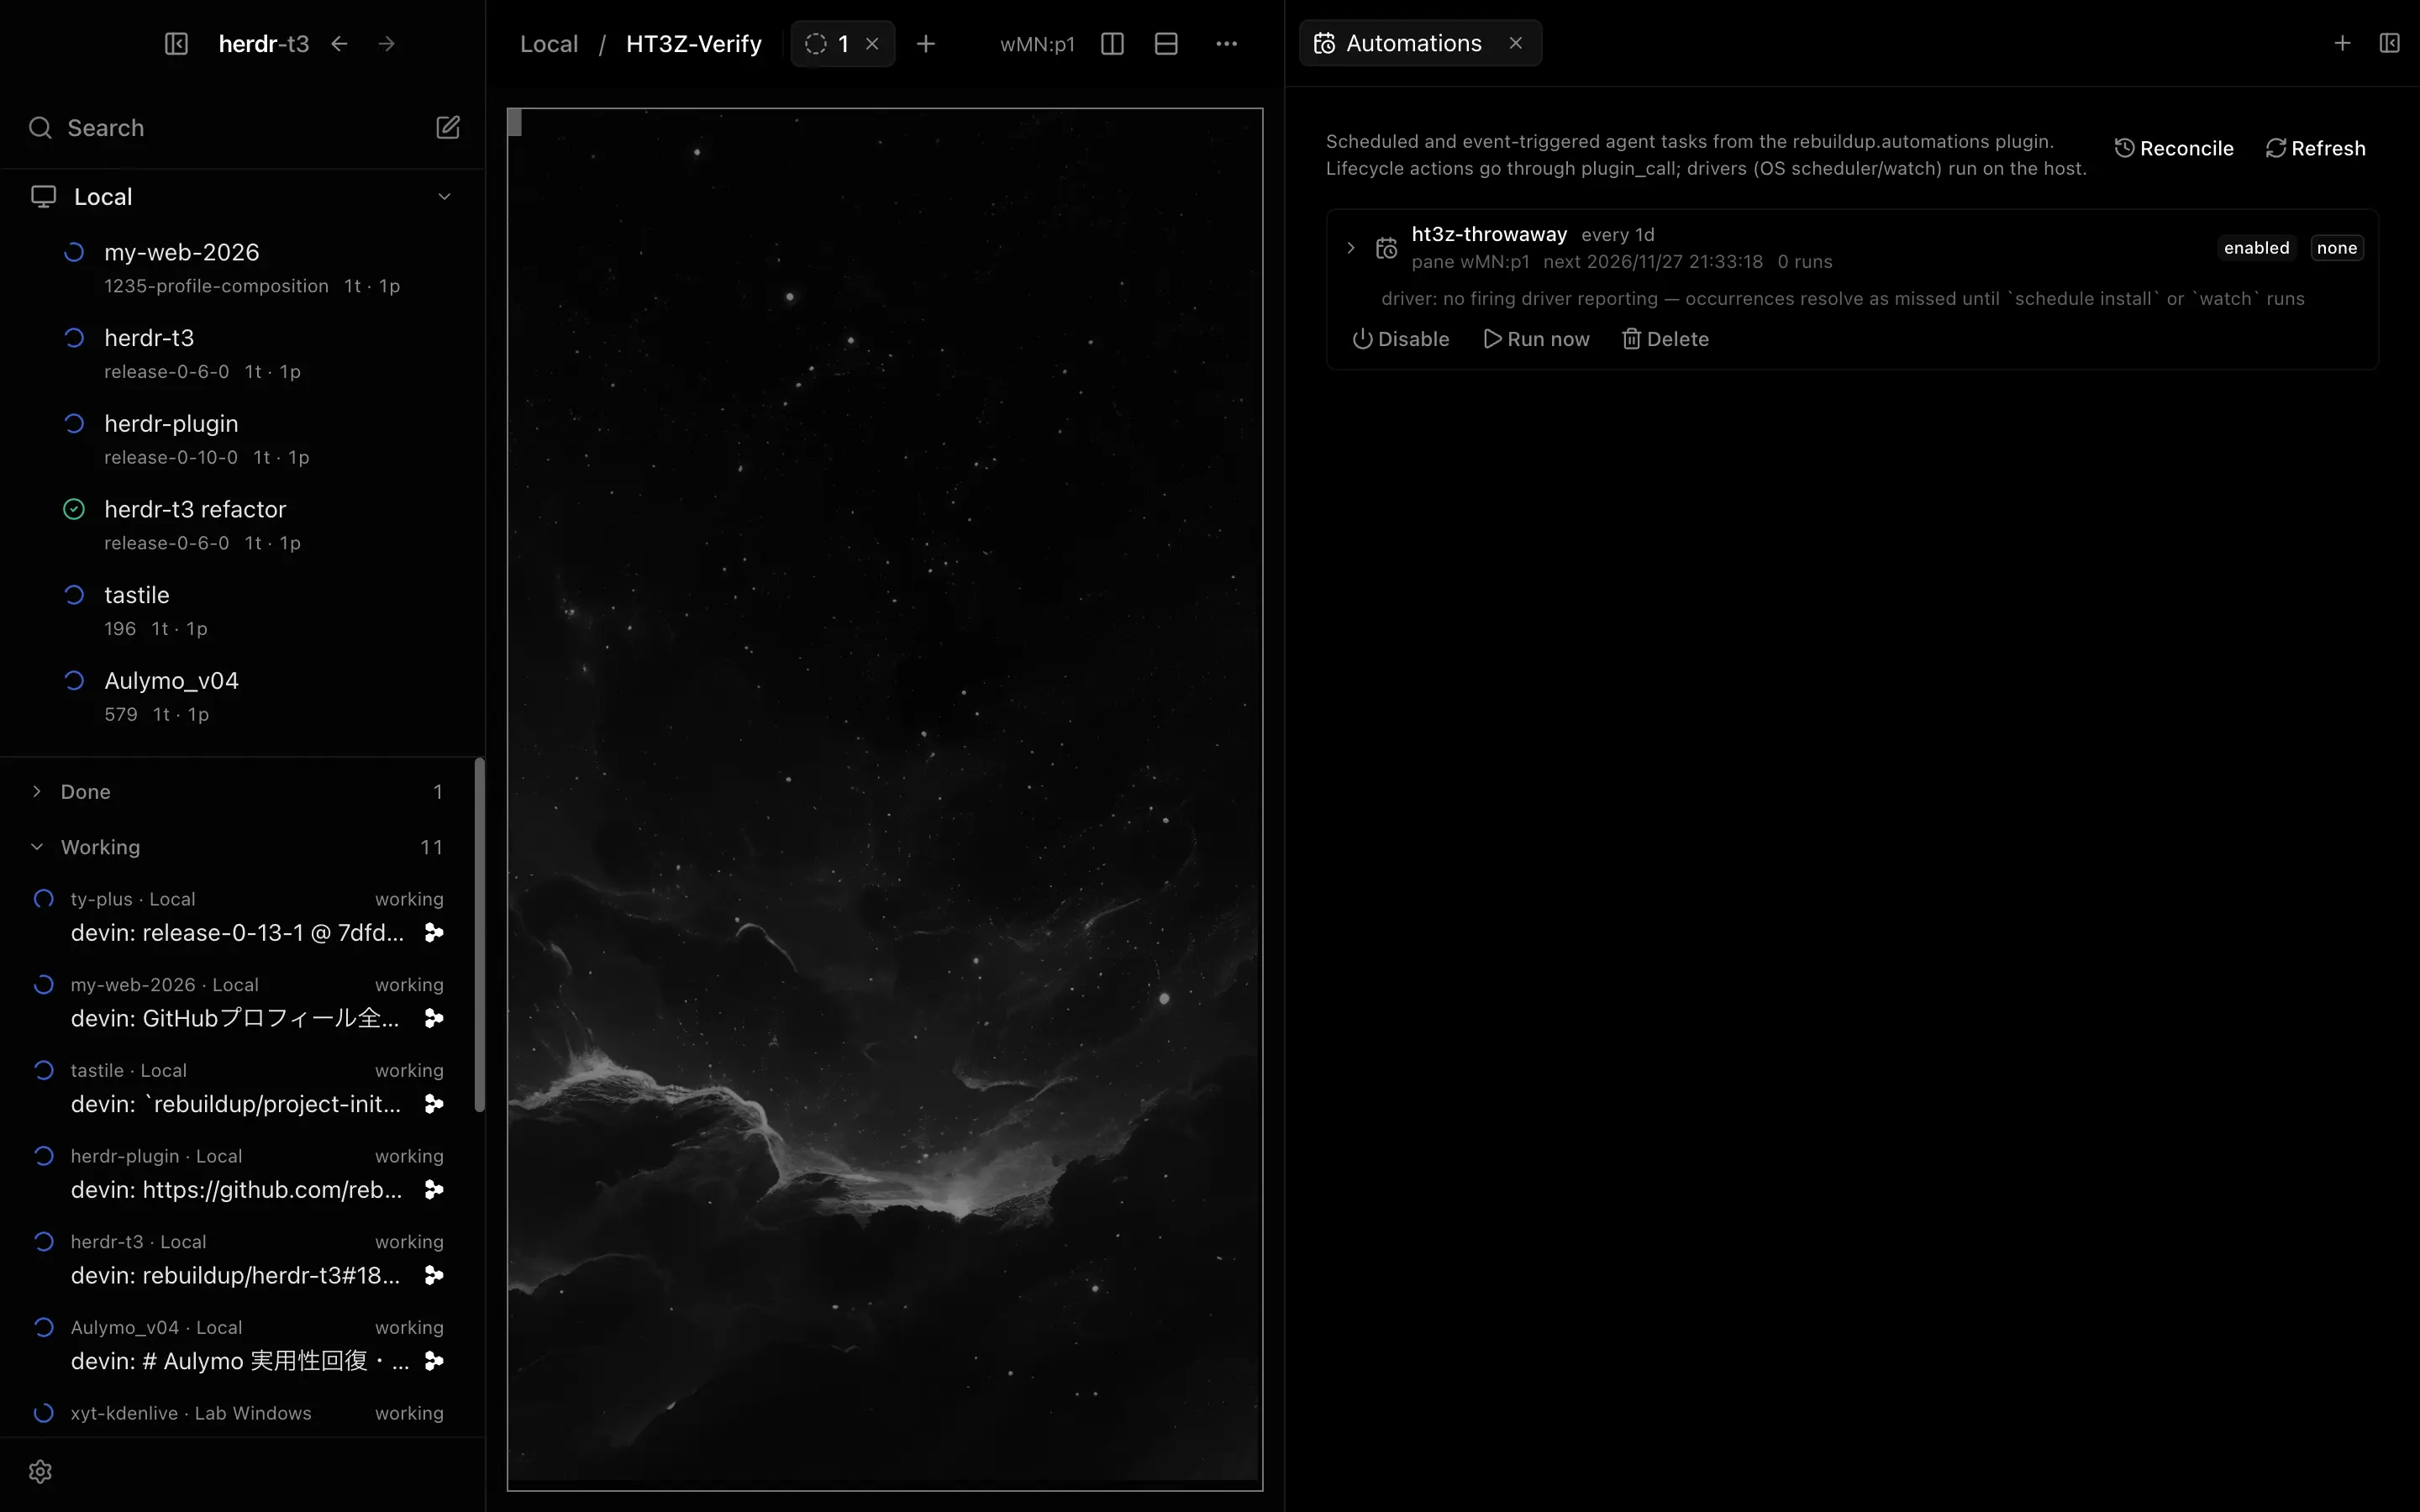 herdr-t3
Search
Local
my-web-2026
1235-profile-composition 1t · 1p
herdr-t3
release-0-6-0 1t · 1p
herdr-plugin
release-0-10-0 1t · 1p
herdr-t3 refactor
release-0-6-0 1t · 1p
tastile
196 1t · 1p
Aulymo_v04
579 1t · 1p
Done 1
Working 11
ty-plus · Local working
devin: release-0-13-1 @ 7dfd...
my-web-2026 · Local working
devin: GitHubプロフィール全...
tastile · Local working
devin: `rebuildup/project-init...
herdr-plugin · Local working
devin: https://github.com/reb...
herdr-t3 · Local working
devin: rebuildup/herdr-t3#18...
Aulymo_v04 · Local working
devin: # Aulymo 実用性回復・...
xyt-kdenlive · Lab Windows working
Local / HT3Z-Verify 1 wMN:p1
Automations
Scheduled and event-triggered agent tasks from the rebuildup.automations plugin.
Lifecycle actions go through plugin_call; drivers (OS scheduler/watch) run on the host.
Reconcile Refresh
ht3z-throwaway every 1d
pane wMN:p1 next 2026/11/27 21:33:18 0 runs
enabled none
driver: no firing driver reporting — occurrences resolve as missed until `schedule install` or `watch` runs
Disable Run now Delete